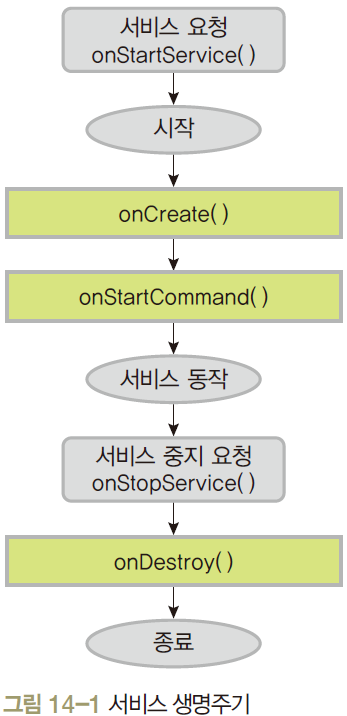 서비스 요청
onStartService( )
시작
onCreate( )
onStartCommand( )
서비스 동작
서비스 중지 요청
onStopService( )
onDestroy( )
종료
그림 14-1 서비스 생명주기